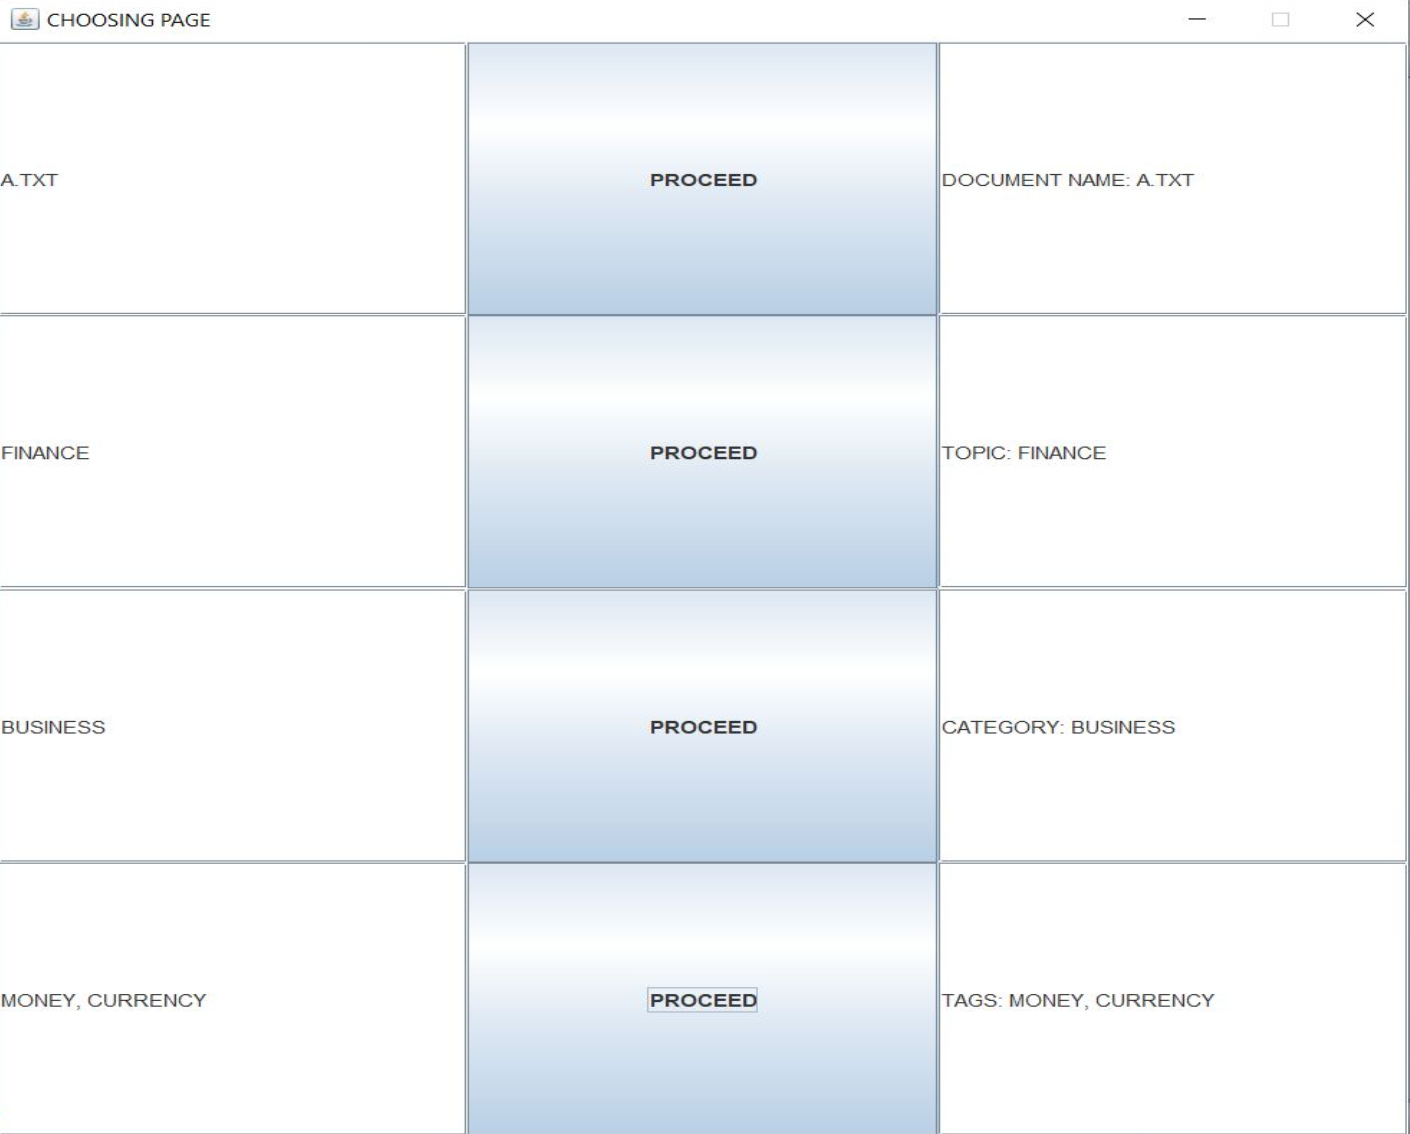 CHOOSING PAGE
A.TXT
PROCEED
DOCUMENT NAME: A.TXT
FINANCE
PROCEED
TOPIC: FINANCE
BUSINESS
PROCEED
CATEGORY: BUSINESS
MONEY, CURRENCY
PROCEED
TAGS: MONEY, CURRENCY